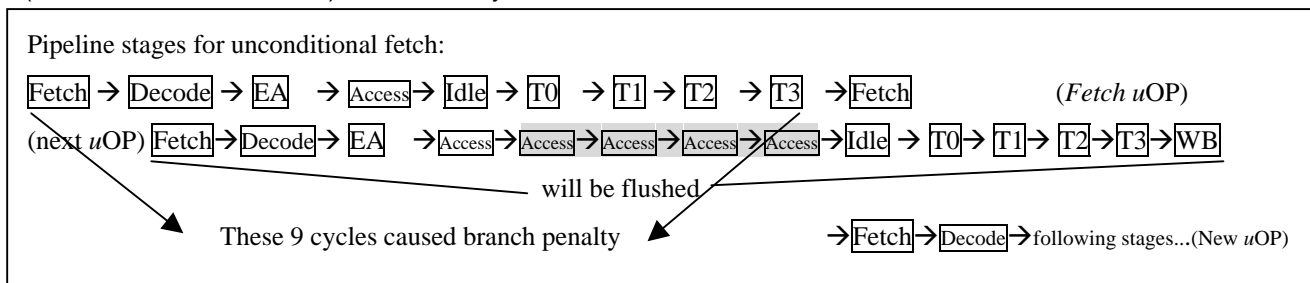 Pipeline stages for unconditional fetch:
Fetch → Decode → EA → Access → Idle → T0 → T1 → T2 → T3 → Fetch (Fetch uOP)
(next uOP) Fetch → Decode → EA → Access → Access → Access → Access → Access → Idle → T0 → T1 → T2 → T3 → WB
will be flushed
These 9 cycles caused branch penalty → Fetch → Decode → following stages...(New uOP)